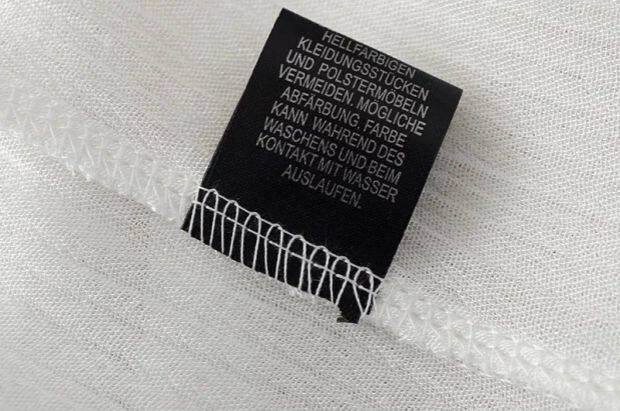 HELLFARBIGEN
KLEIDUNGSSTÜCKEN
UND POLSTERMÖBELN
VERMEIDEN. MÖGLICHE
ABFÄRBUNG. FARBE
KANN WÄHREND DES
WASCHENS UND BEIM
KONTAKT MIT WASSER
AUSLAUFEN.